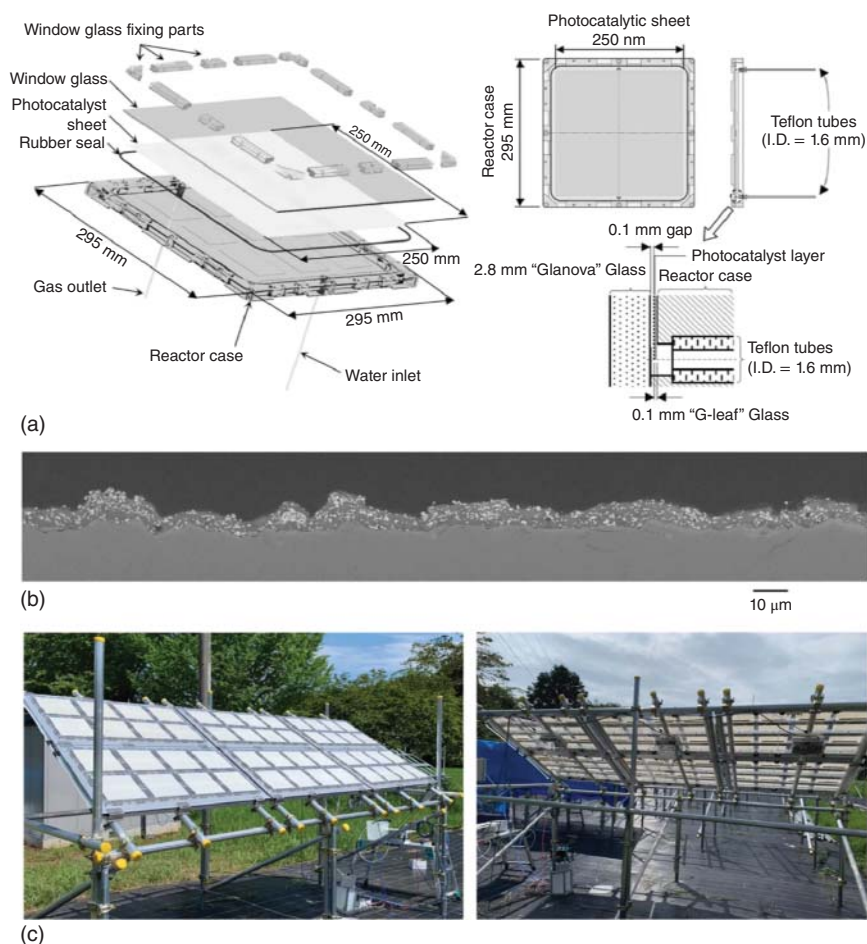 Window glass fixing parts
Window glass
Photocatalyst
sheet
Rubber seal
250 mm
250 mm
295 mm
295 mm
Gas outlet
Reactor case
Water inlet
Photocatalytic sheet
250 nm
Reactor case
295 mm
Teflon tubes
(I.D. = 1.6 mm)
0.1 mm gap
Photocatalyst layer
2.8 mm “Glanova” Glass
Reactor case
Teflon tubes
(I.D. = 1.6 mm)
0.1 mm “G-leaf” Glass
(a)
(b)
10 μm
(c)